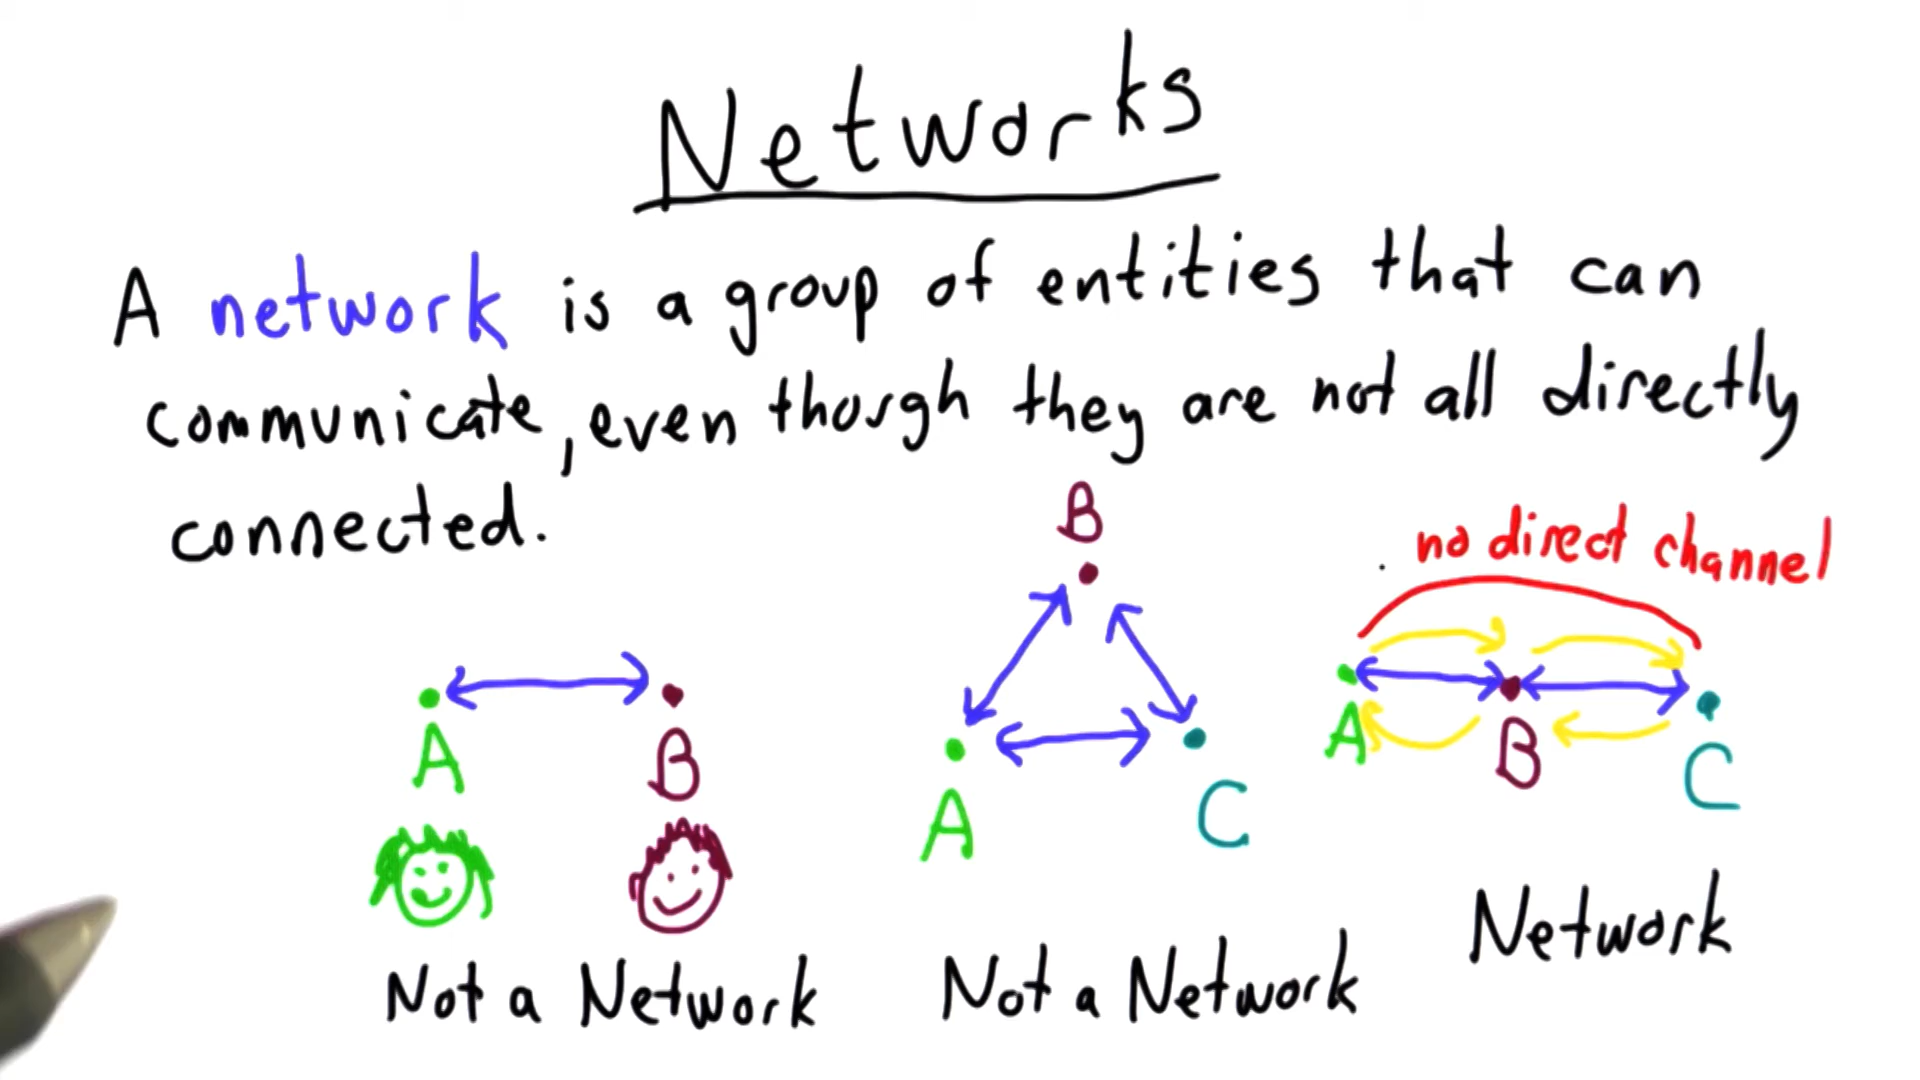 Networks
A network is a group of entities that can
communicate, even though they are not all directly
connected.
B
A
C
A
B
no direct channel
A
B
C
Not a Network
Not a Network
Network